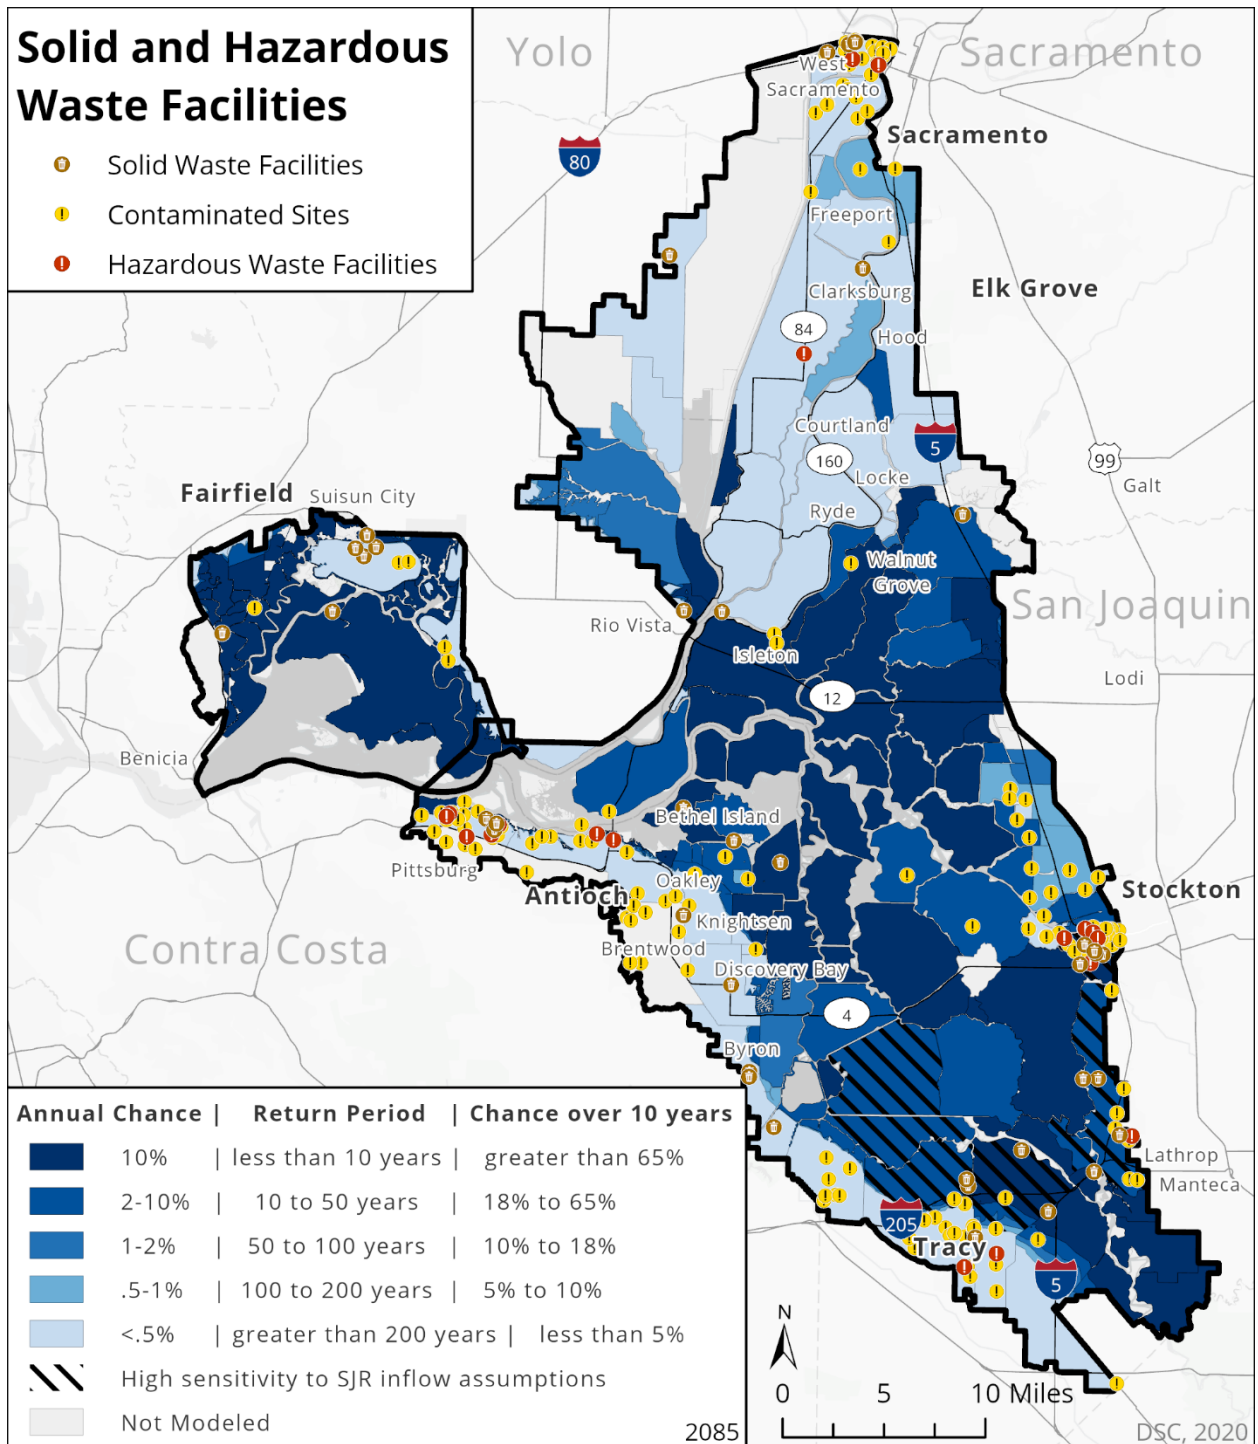 Solid and Hazardous
Waste Facilities
Solid Waste Facilities
Contaminated Sites
Hazardous Waste Facilities
Yolo
Sacramento
West
Sacramento
80
Sacramento
Freeport
Elk Grove
Clarksburg
84
Hood
Courtland
5
160
99
Locke
Galt
Fairfield
Suisun City
Ryde
Walnut
Grove
San Joaquin
Rio Vista
Isleton
Lodi
12
Benicia
Bethel Island
Pittsburg
Oakley
Antioch
Stockton
Knightsen
Brentwood
Contra Costa
Discovery Bay
4
Byron
Lathrop
Manteca
205
Tracy
5
Annual Chance | Return Period | Chance over 10 years
10% | less than 10 years | greater than 65%
2-10% | 10 to 50 years | 18% to 65%
1-2% | 50 to 100 years | 10% to 18%
.5-1% | 100 to 200 years | 5% to 10%
<.5% | greater than 200 years | less than 5%
High sensitivity to SJR inflow assumptions
Not Modeled
N
0 5 10 Miles
2085
DSC, 2020